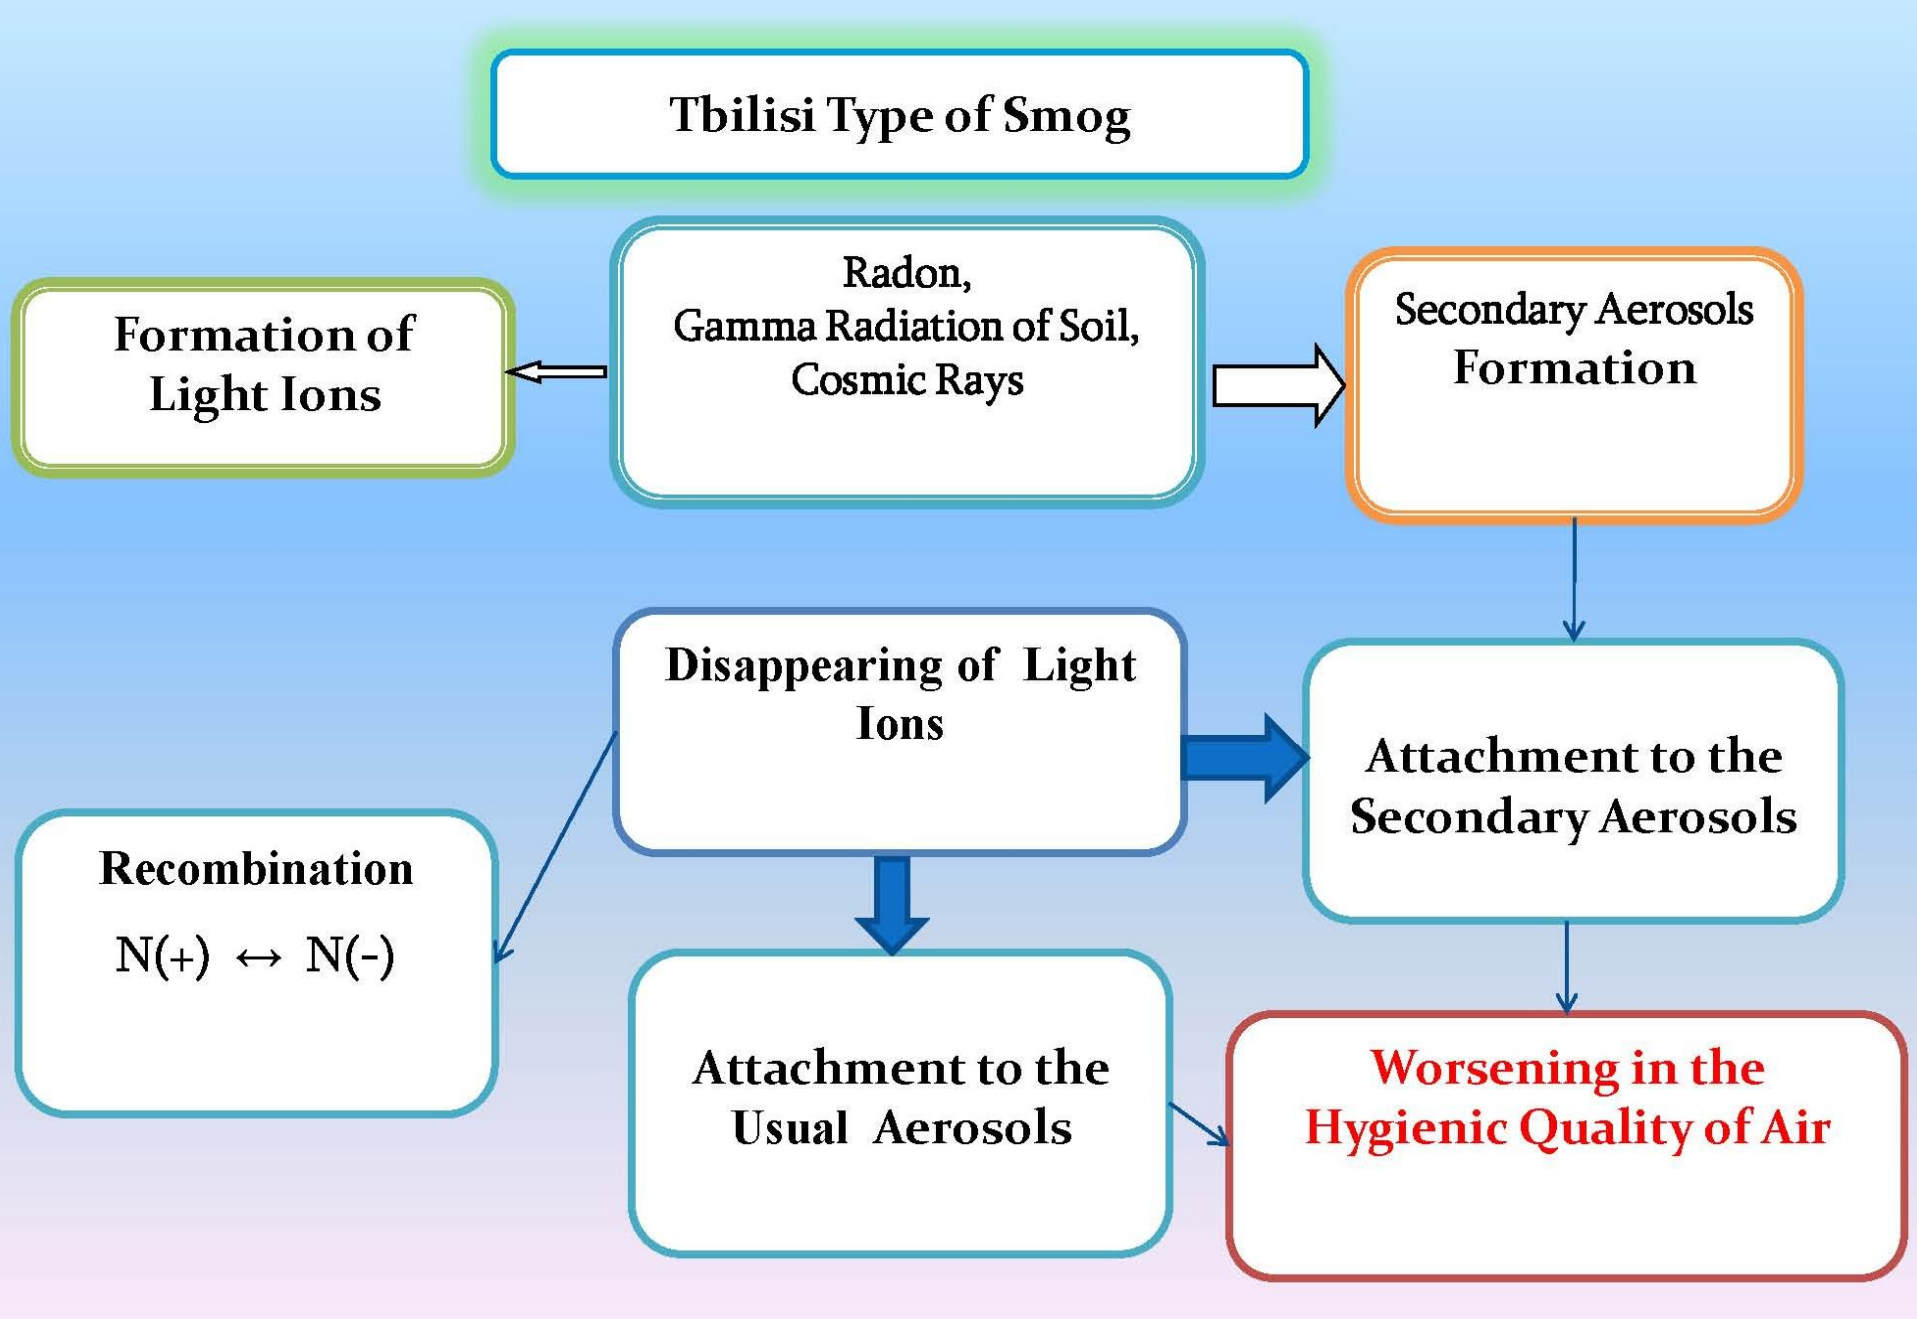 Tbilisi Type of Smog
Formation of
Light Ions
Radon,
Gamma Radiation of Soil,
Cosmic Rays
Secondary Aerosols
Formation
Disappearing of Light
Ions
Attachment to the
Secondary Aerosols
Recombination
N(+) ↔ N(-)
Attachment to the
Usual Aerosols
Worsening in the
Hygienic Quality of Air